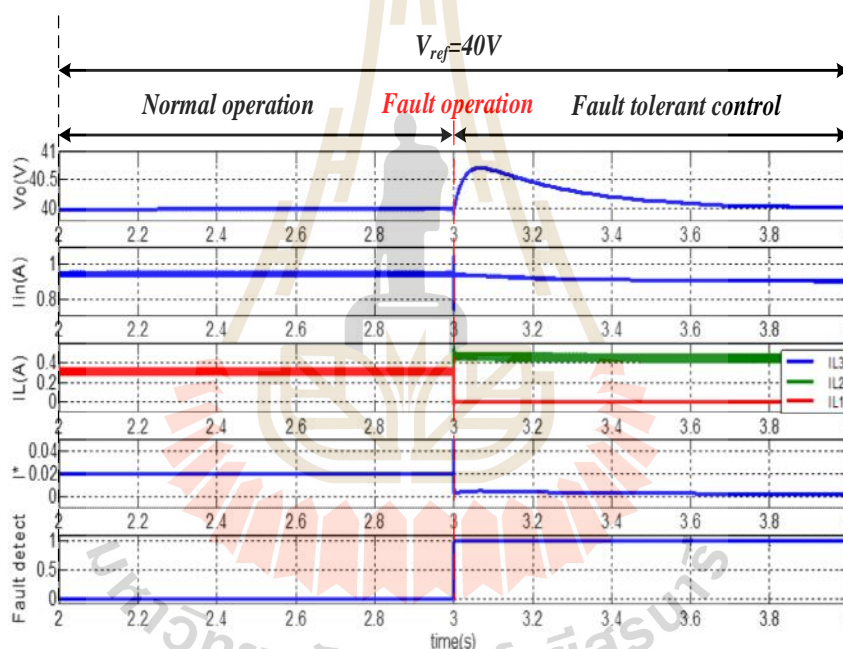 V_ref=40V
Normal operation Fault operation Fault tolerant control
Vo(V)
41
40.5
40
2 2.2 2.4 2.6 2.8 3 3.2 3.4 3.6 3.8
Iin(A)
1
0.8
2 2.2 2.4 2.6 2.8 3 3.2 3.4 3.6 3.8
IL(A)
0.4
0.2
0
IL3
IL2
IL1
2 2.2 2.4 2.6 2.8 3 3.2 3.4 3.6 3.8
I*
0.04
0.02
0
2 2.2 2.4 2.6 2.8 3 3.2 3.4 3.6 3.8
Fault detect
1
0.5
0
2 2.2 2.4 2.6 2.8 3 3.2 3.4 3.6 3.8
time(s)